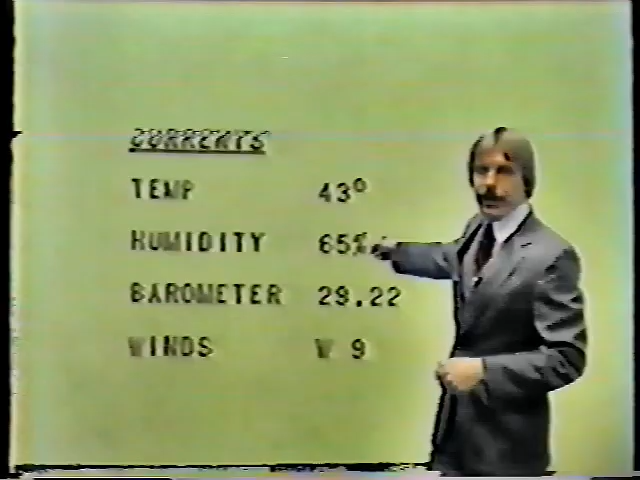 CURRENTS
TEMP 43°
HUMIDITY 65%
BAROMETER 29.22
WINDS W 9